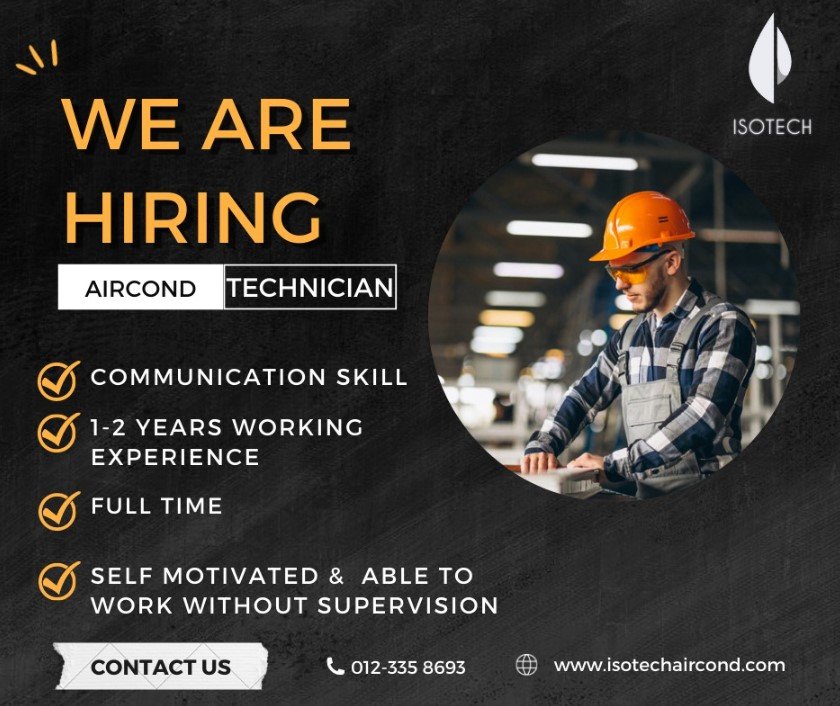 ISOTECH
WE ARE
HIRING
AIRCOND TECHNICIAN
COMMUNICATION SKILL
1-2 YEARS WORKING
EXPERIENCE
FULL TIME
SELF MOTIVATED & ABLE TO
WORK WITHOUT SUPERVISION
CONTACT US
012-335 8693
www.isotechaircond.com